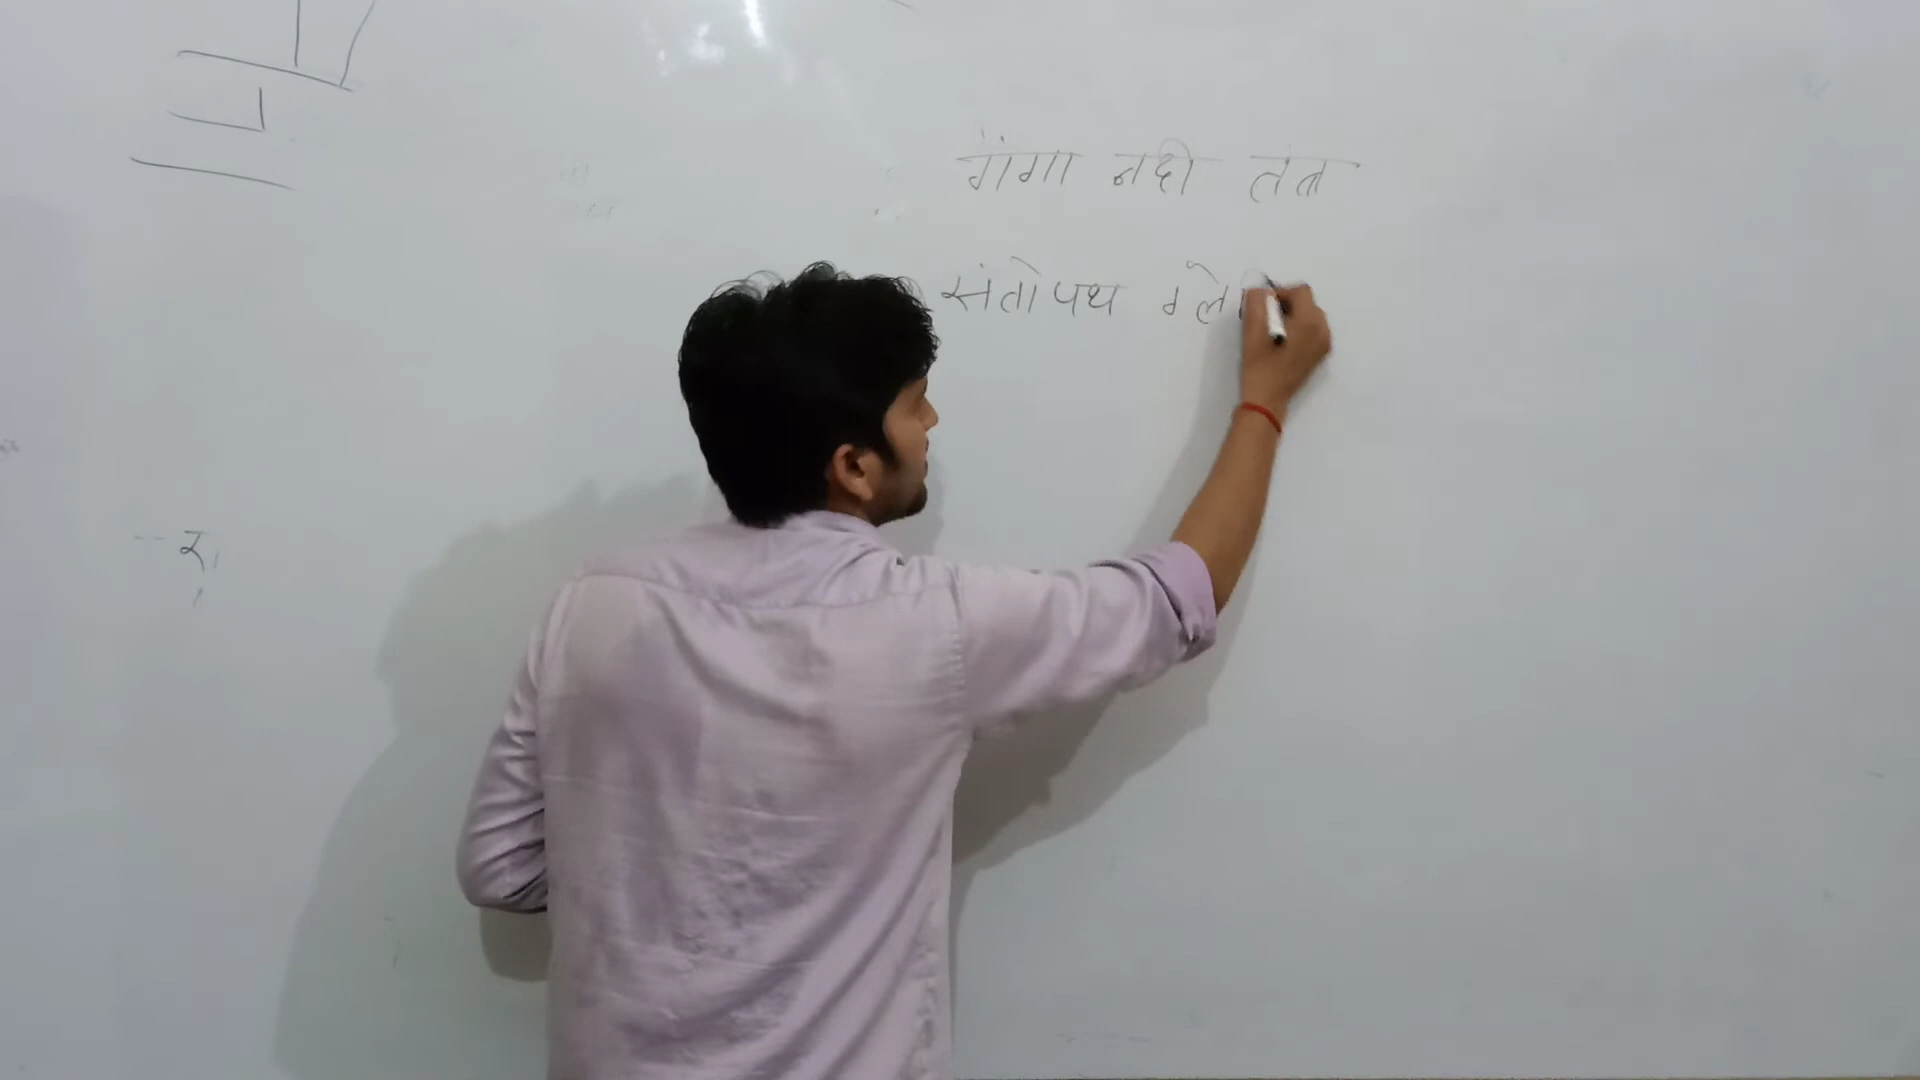 गंगा नदी तंत्र
संतोपथ ग्ले